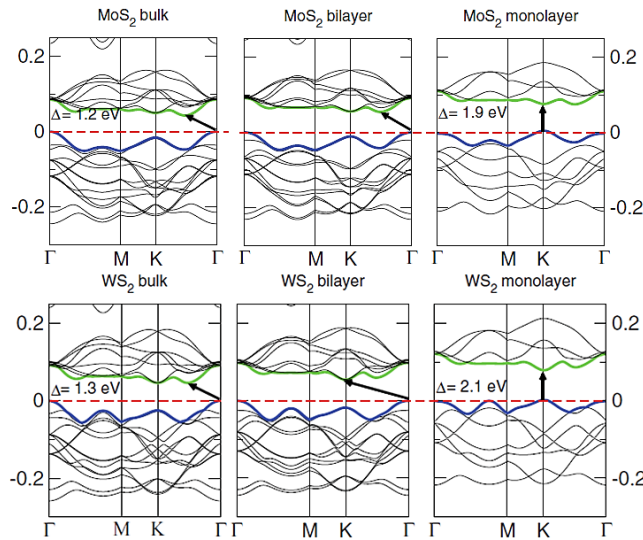 MoS₂ bulk
MoS₂ bilayer
MoS₂ monolayer
0.2
0.2
Δ= 1.2 eV
Δ= 1.9 eV
0
0
-0.2
-0.2
Γ M K Γ
Γ M K Γ
Γ M K Γ
WS₂ bulk
WS₂ bilayer
WS₂ monolayer
0.2
0.2
Δ= 1.3 eV
Δ= 2.1 eV
0
0
-0.2
-0.2
Γ M K Γ
Γ M K Γ
Γ M K Γ